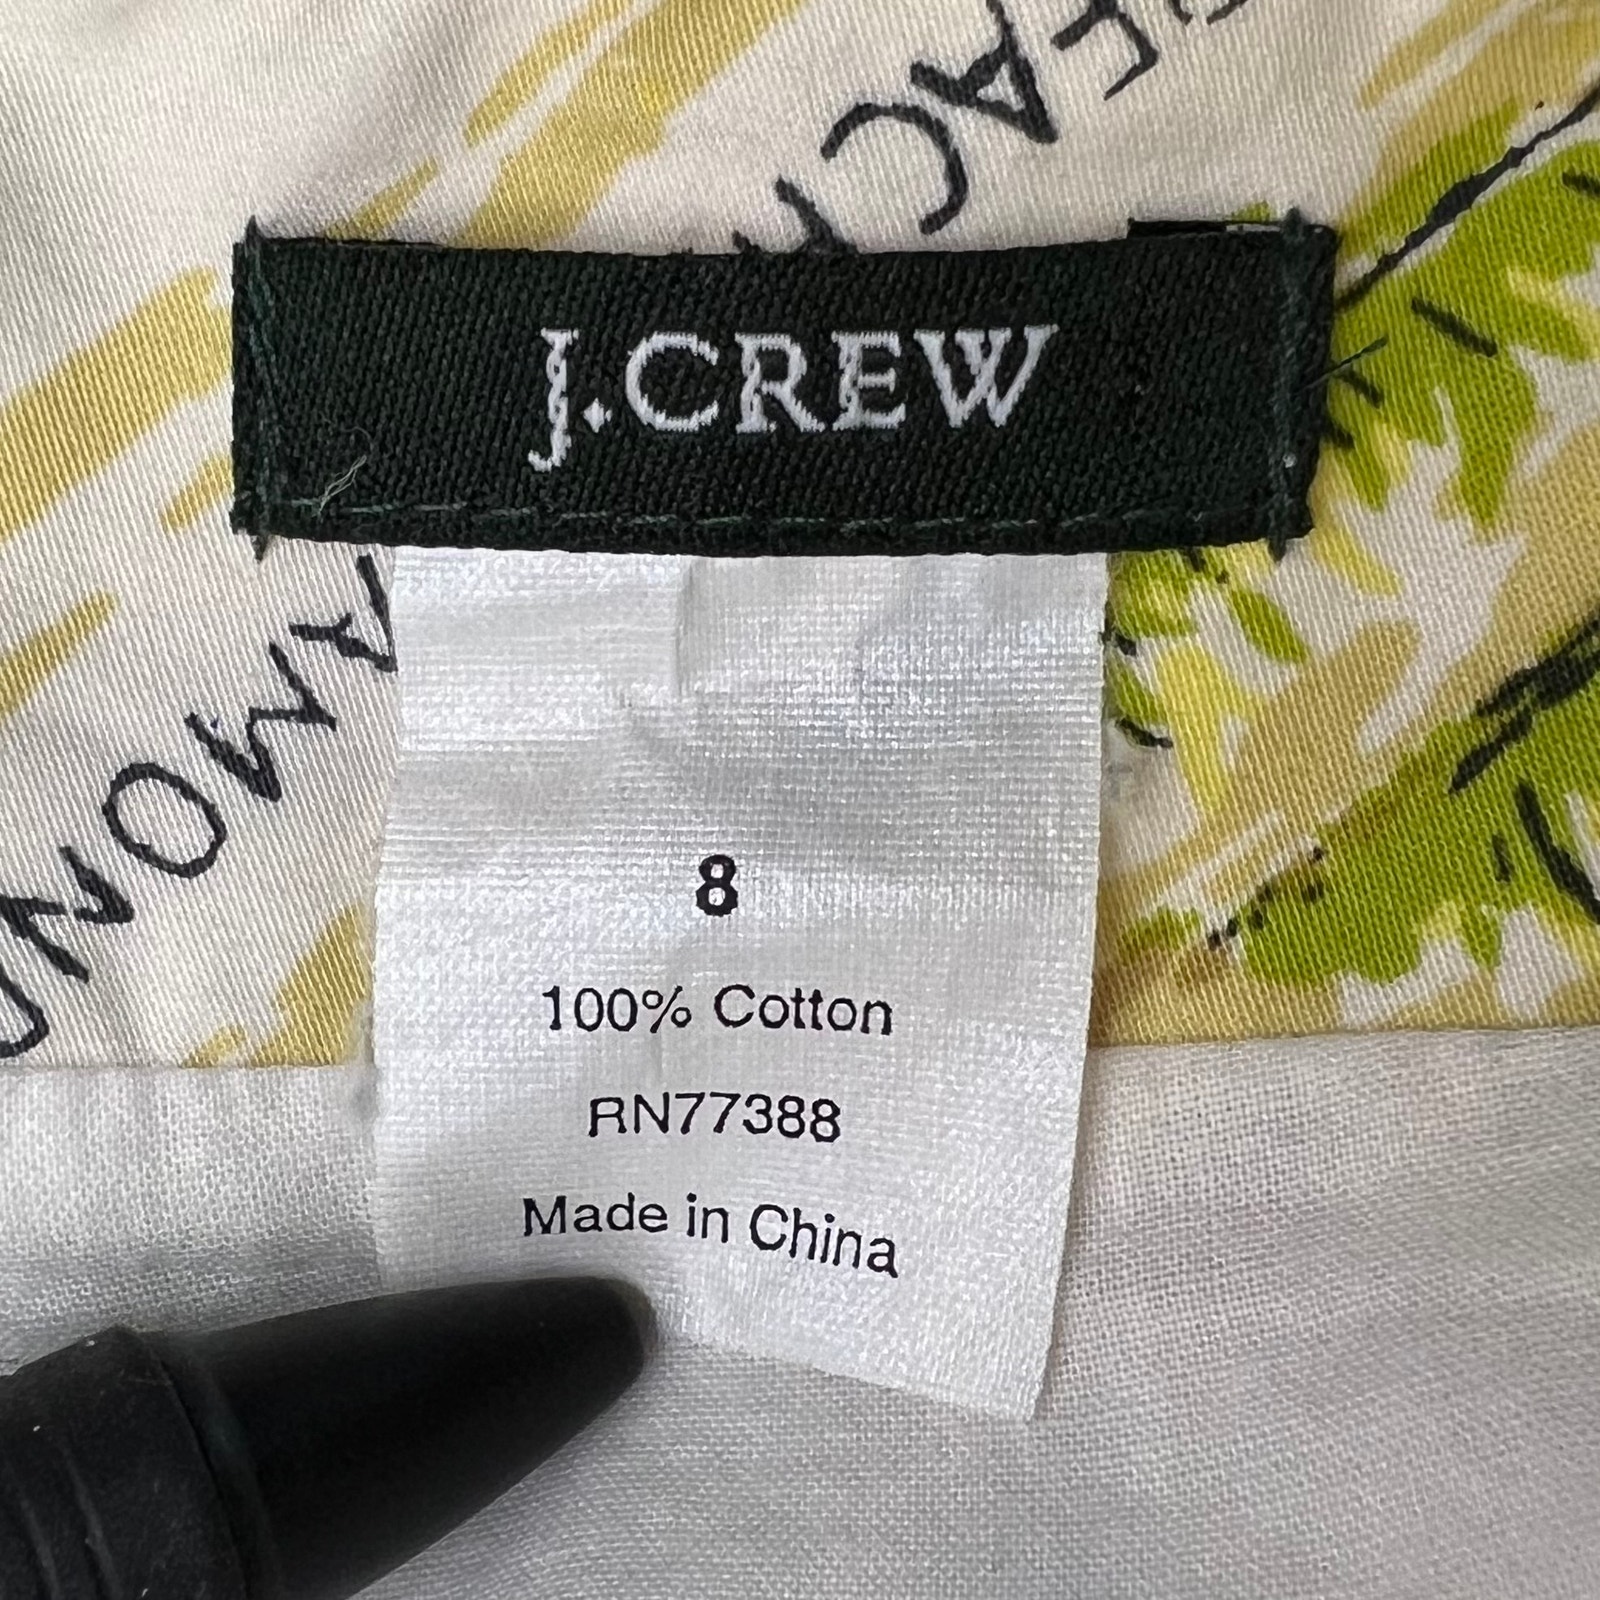 J.CREW
8
100% Cotton
RN77388
Made in China